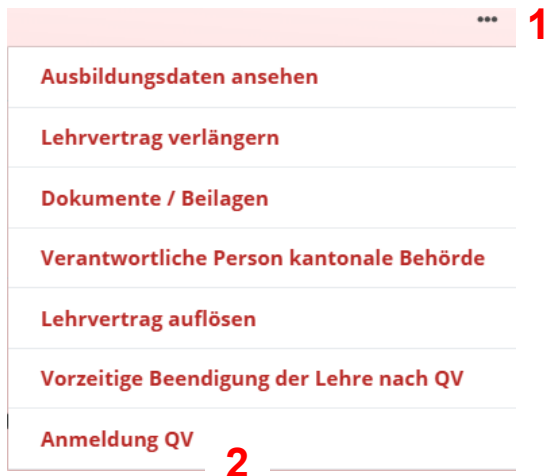 ••• 1
Ausbildungsdaten ansehen
Lehrvertrag verlängern
Dokumente / Beilagen
Verantwortliche Person kantonale Behörde
Lehrvertrag auflösen
Vorzeitige Beendigung der Lehre nach QV
Anmeldung QV
2